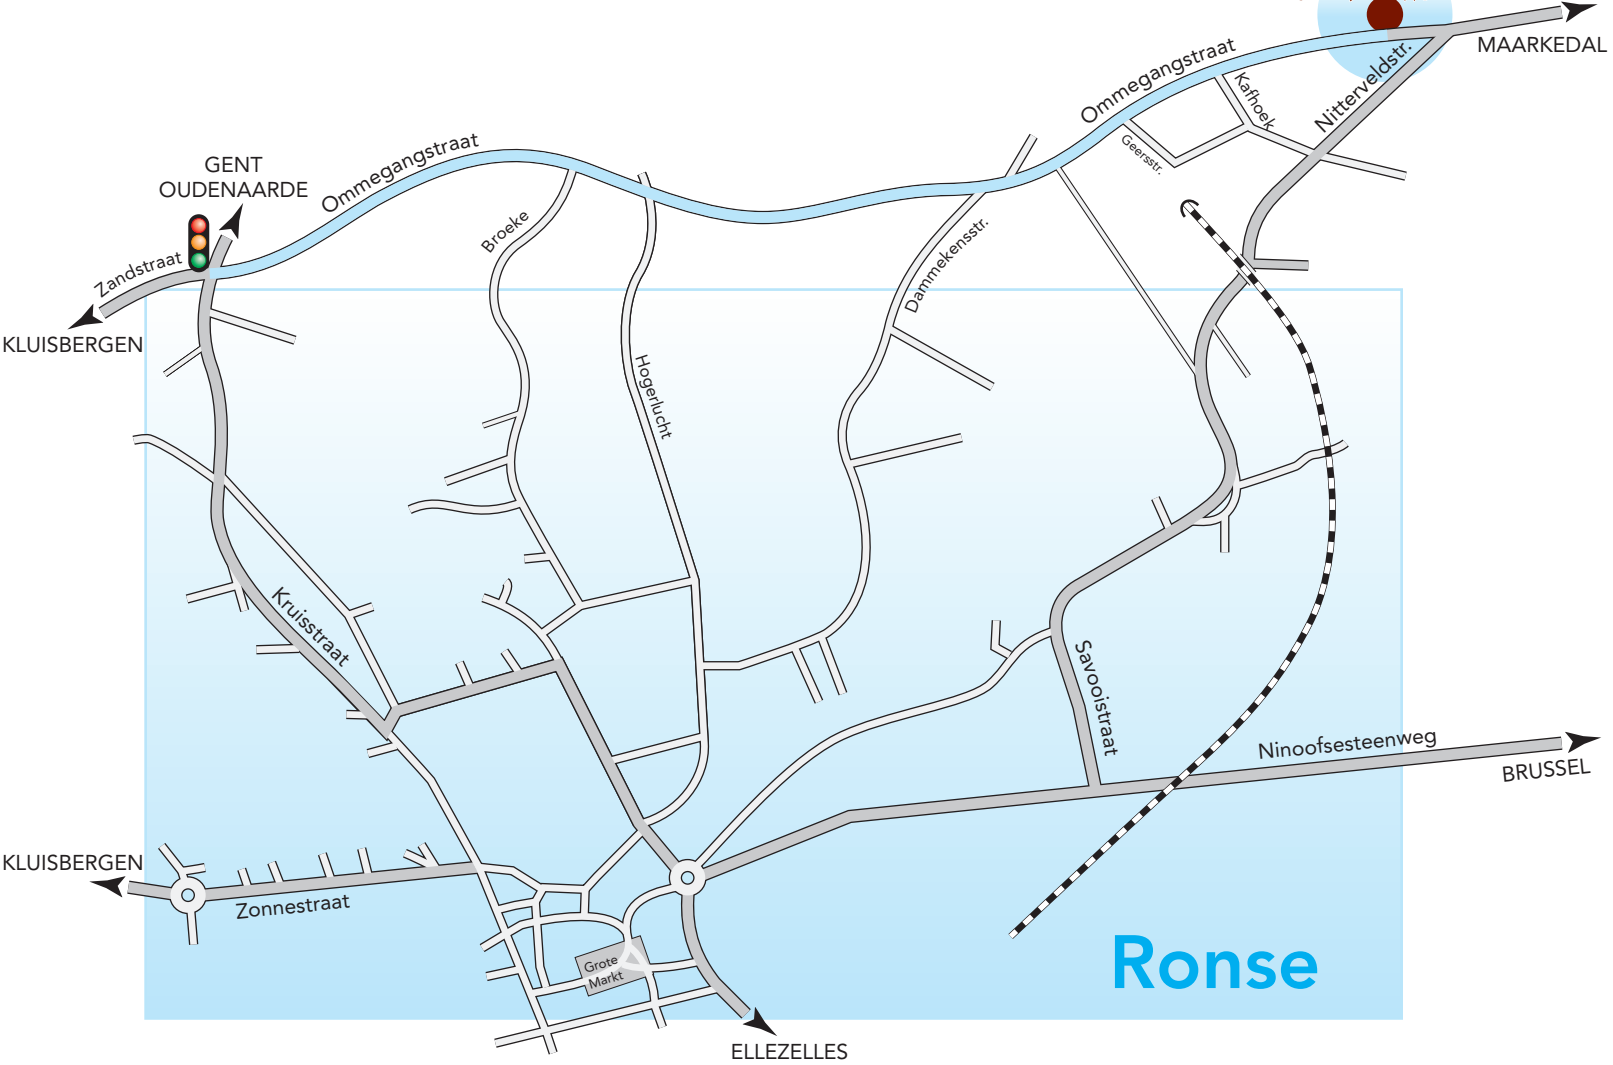 MAARKEDAL
Ommegangstraat
Nitterveldstr.
Kafhoek
Geersstr.
GENT
OUDENAARDE
Ommegangstraat
Zandstraat
KLUISBERGEN
Broeke
Dammekensstr.
Hogerlucht
Kruisstraat
Savooistraat
Ninoofsesteenweg
BRUSSEL
KLUISBERGEN
Zonnestraat
Grote
Markt
Ronse
ELLEZELLES